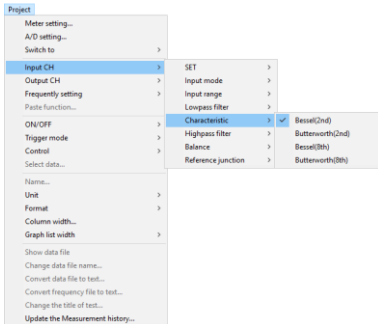 Project
Meter setting...
A/D setting...
Switch to
Input CH
Output CH
Frequently setting
Paste function...
ON/OFF
Trigger mode
Control
Select data...
Name...
Unit
Format
Column width...
Graph list width
Show data file
Change data file name...
Convert data file to text...
Convert frequency file to text...
Change the title of text...
Update the Measurement history...
SET
Input mode
Input range
Lowpass filter
Characteristic
Highpass filter
Balance
Reference junction
Bessel(2nd)
Butterworth(2nd)
Bessel(8th)
Butterworth(8th)